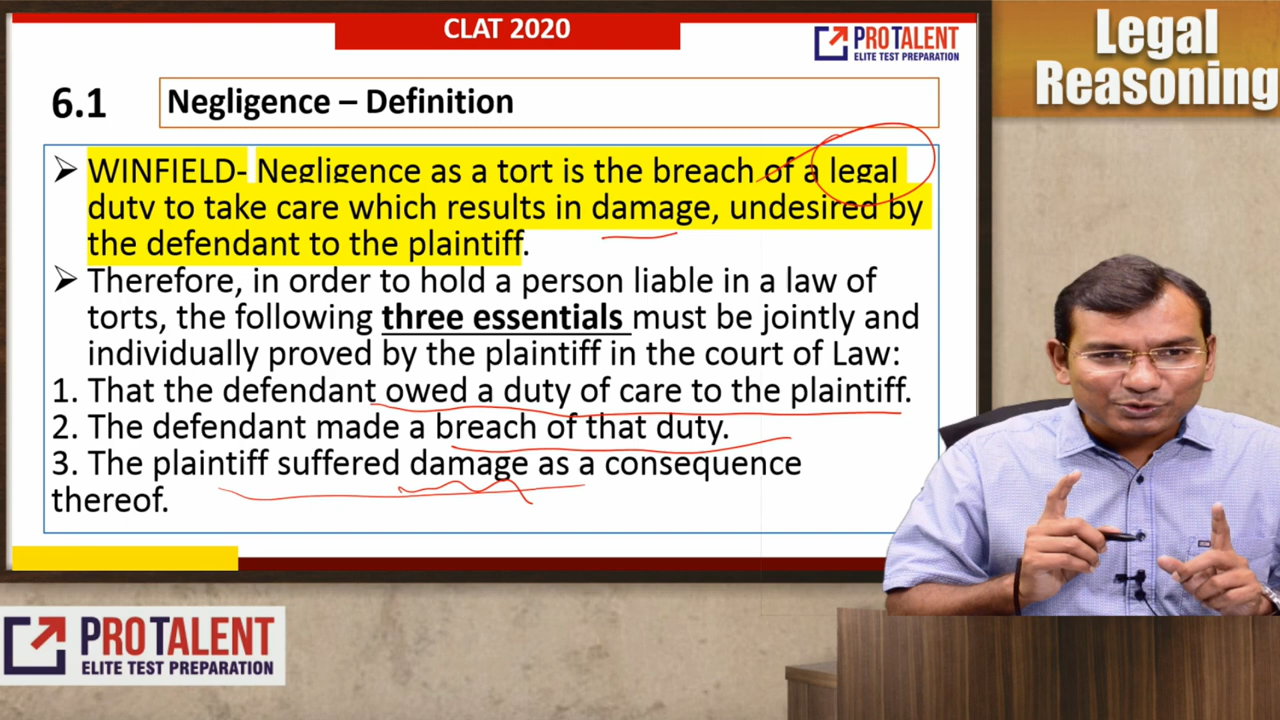 CLAT 2020
PROTALENT
ELITE TEST PREPARATION
Legal
Reasoning
6.1
Negligence – Definition
➢ WINFIELD- Negligence as a tort is the breach of a legal
duty to take care which results in damage, undesired by
the defendant to the plaintiff.
➢ Therefore, in order to hold a person liable in a law of
torts, the following three essentials must be jointly and
individually proved by the plaintiff in the court of Law:
1. That the defendant owed a duty of care to the plaintiff.
2. The defendant made a breach of that duty.
3. The plaintiff suffered damage as a consequence
thereof.
PROTALENT
ELITE TEST PREPARATION